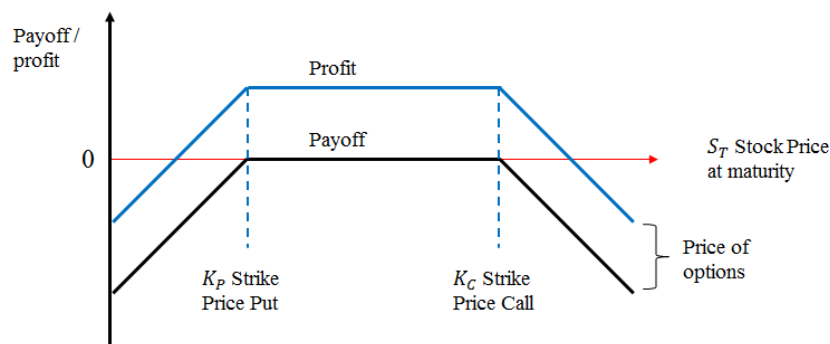 Payoff /
profit
Profit
Payoff
0
S_T Stock Price
at maturity
K_P Strike
Price Put
K_C Strike
Price Call
Price of
options